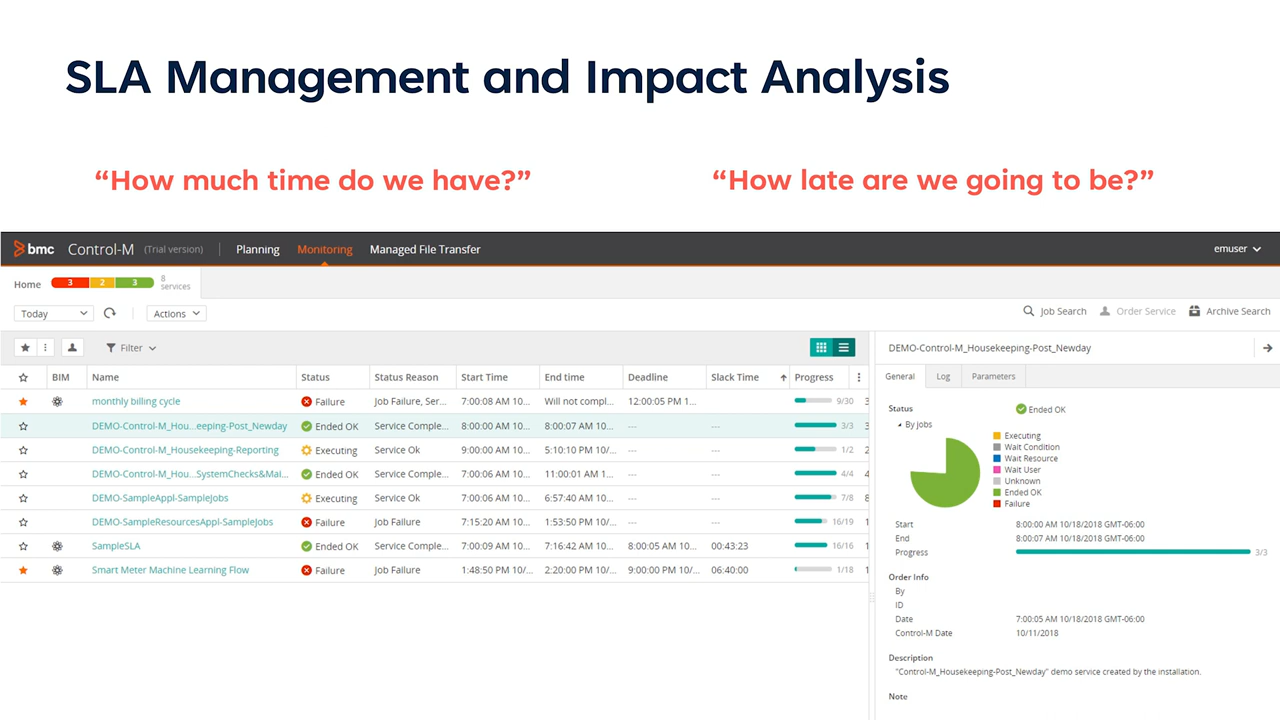 SLA Management and Impact Analysis
“How much time do we have?” “How late are we going to be?”
bmc Control-M (Trial version) Planning Monitoring Managed File Transfer emuser
Home 3 2 3 8 services
Today Actions Job Search Order Service Archive Search
Filter DEMO-Control-M_Housekeeping-Post_Newday
General Log Parameters
BIM Name Status Status Reason Start Time End time Deadline Slack Time Progress
monthly billing cycle Failure Job Failure, Ser... 7:00:08 AM 10... Will not compl... 12:00:05 PM 1... 9/30
DEMO-Control-M_Hou...eeping-Post_Newday Ended OK Service Comple... 8:00:00 AM 10... 8:00:07 AM 10... --- 3/3
DEMO-Control-M_Housekeeping-Reporting Executing Service Ok 9:00:00 AM 10... 5:10:10 PM 10/... --- 1/2
DEMO-Control-M_Hou...SystemChecks&Mai... Ended OK Service Comple... 7:00:06 AM 10... 11:00:01 AM 1... --- 4/4
DEMO-SampleAppl-SampleJobs Executing Service Ok 7:00:06 AM 10... 6:57:40 AM 10... --- 7/8
DEMO-SampleResourcesAppl-SampleJobs Failure Job Failure 7:15:20 AM 10... 1:53:50 PM 10/... --- 16/19
SampleSLA Ended OK Service Comple... 7:00:09 AM 10... 7:16:42 AM 10... 8:00:05 AM 10... 00:43:23 16/16
Smart Meter Machine Learning Flow Failure Job Failure 1:48:50 PM 10/... 2:20:00 PM 10/... 9:00:00 PM 10/... 06:40:00 1/18
Status Ended OK
By jobs
Executing
Wait Condition
Wait Resource
Wait User
Unknown
Ended OK
Failure
Start 8:00:00 AM 10/18/2018 GMT-06:00
End 8:00:07 AM 10/18/2018 GMT-06:00
Progress 3/3
Order Info
By
ID
Date 7:00:05 AM 10/18/2018 GMT-06:00
Control-M Date 10/11/2018
Description
"Control-M_Housekeeping-Post_Newday" demo service created by the installation.
Note